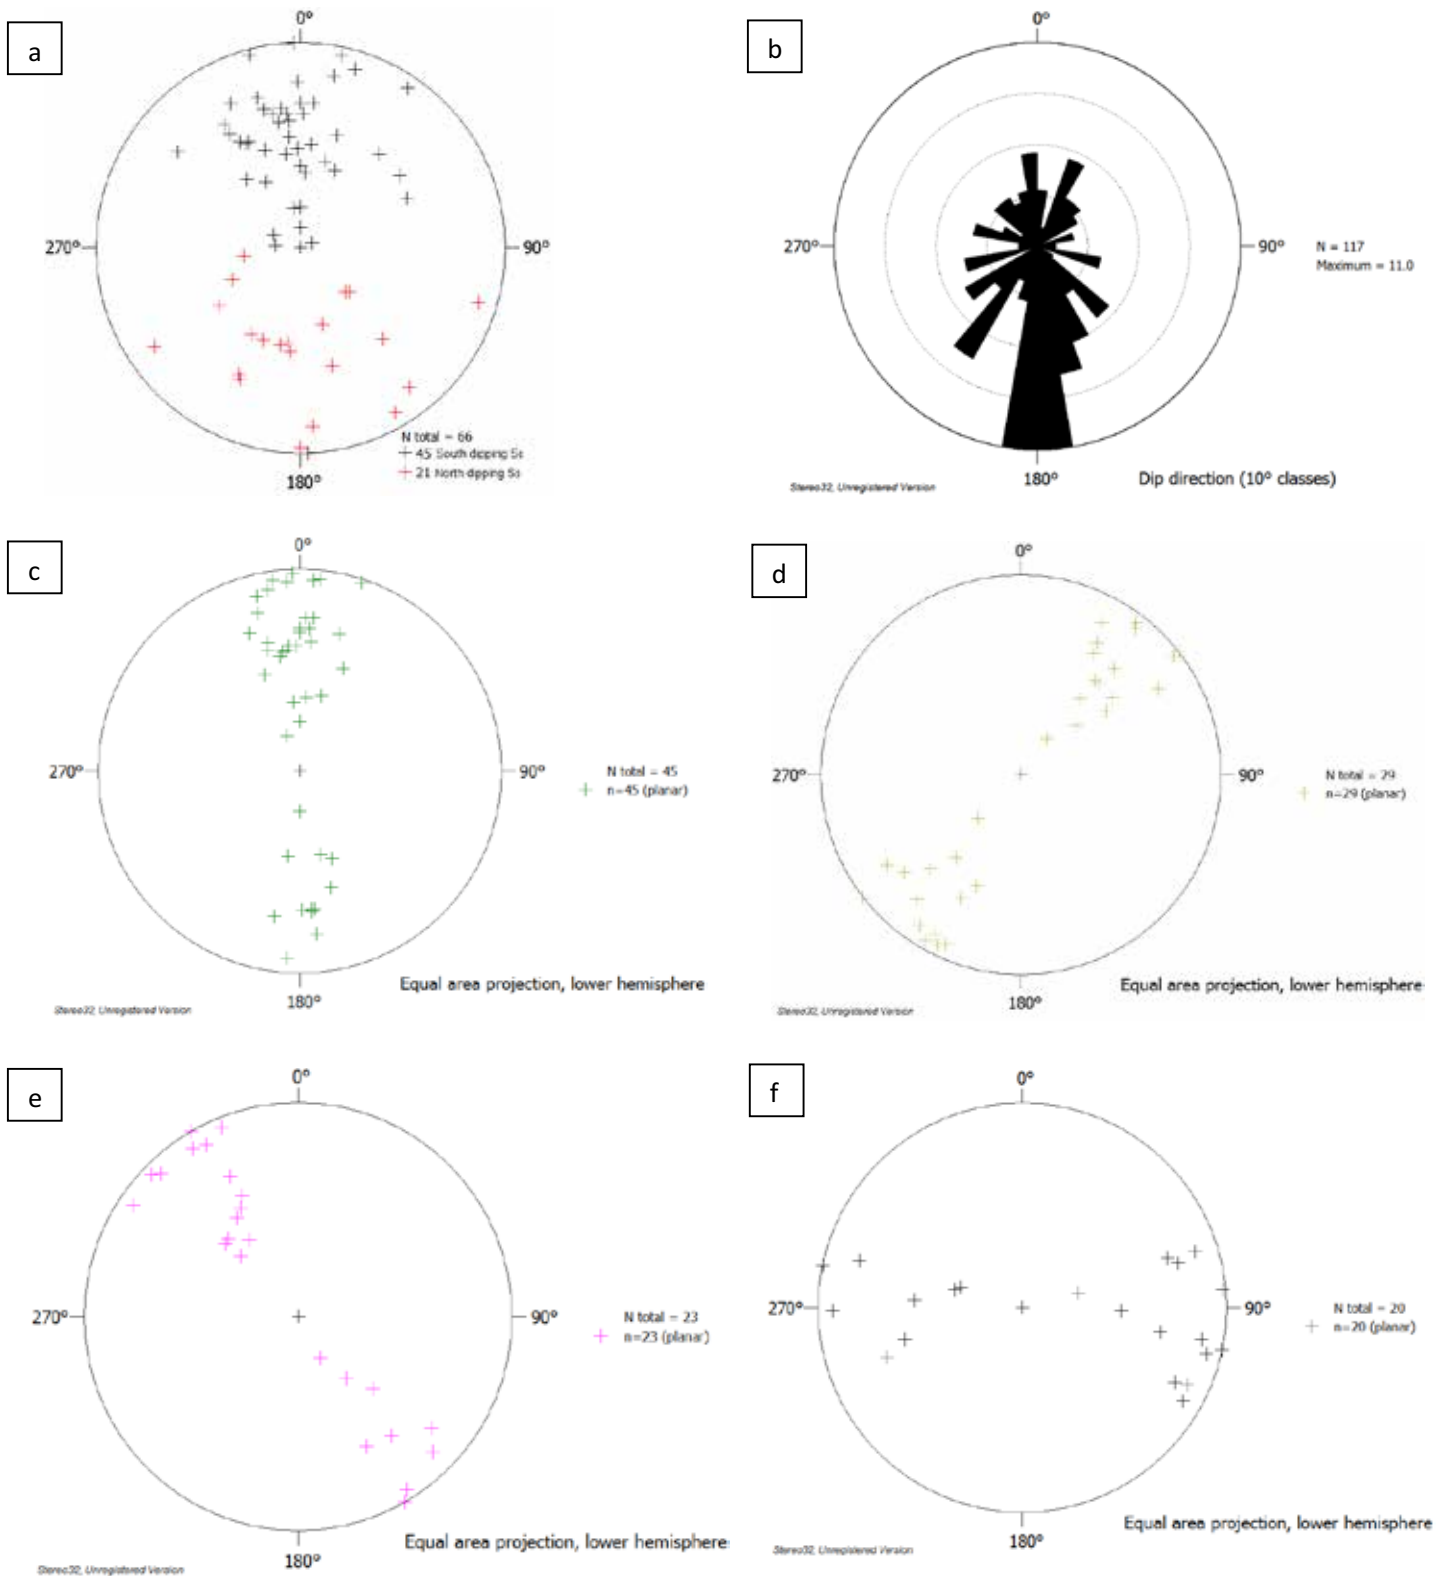 a
0°
270°
90°
180°
N total = 66
45 South dipping Ss
21 North dipping Ss
b
0°
270°
90°
180°
N = 117
Maximum = 11.0
Stereo32, Unregistered Version
Dip direction (10° classes)
c
0°
270°
90°
180°
N total = 45
n=45 (planar)
Equal area projection, lower hemisphere
Stereo32, Unregistered Version
d
0°
270°
90°
180°
N total = 29
n=29 (planar)
Equal area projection, lower hemisphere
Stereo32, Unregistered Version
e
0°
270°
90°
180°
N total = 23
n=23 (planar)
Equal area projection, lower hemisphere
Stereo32, Unregistered Version
f
0°
270°
90°
180°
N total = 20
n=20 (planar)
Equal area projection, lower hemisphere
Stereo32, Unregistered Version